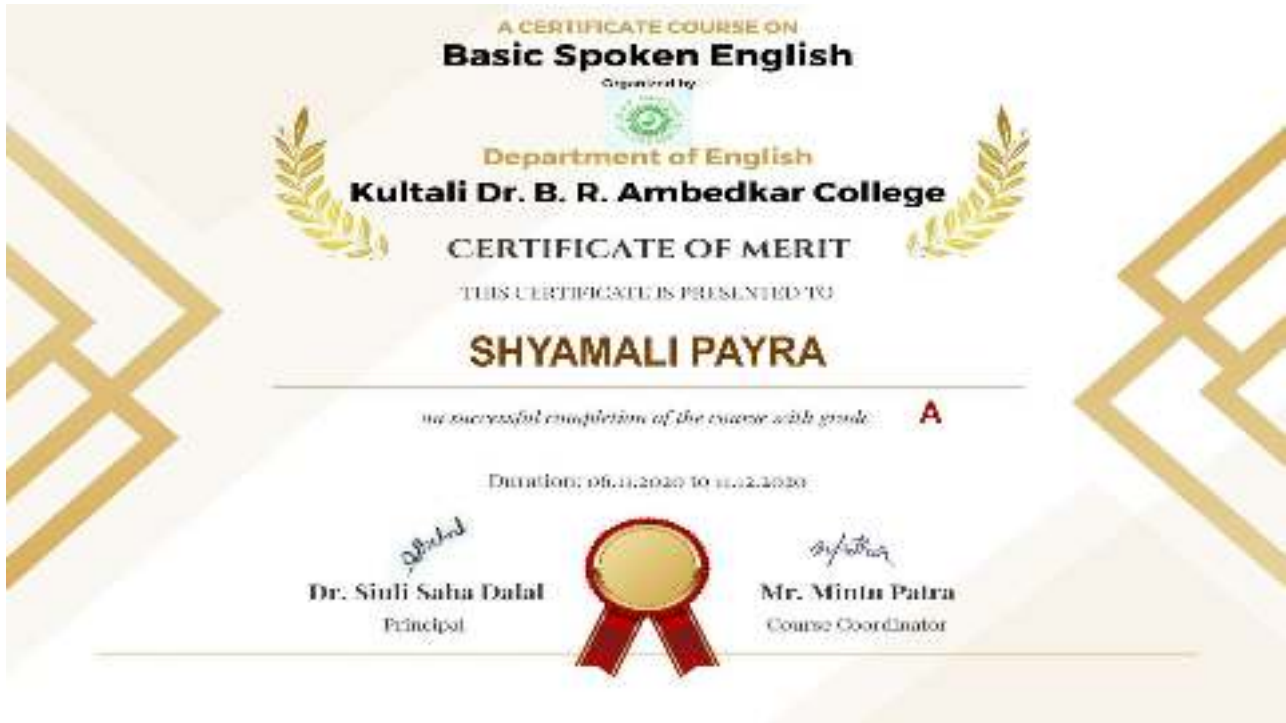 A CERTIFICATE COURSE ON
Basic Spoken English
Organized by
Department of English
Kultali Dr. B. R. Ambedkar College
CERTIFICATE OF MERIT
THIS CERTIFICATE IS PRESENTED TO
SHYAMALI PAYRA
on successful completion of the course with grade A
Duration: 06.11.2020 to 11.12.2020
Dr. Siuli Saha Dalal Mr. Mintu Patra
Principal Course Coordinator